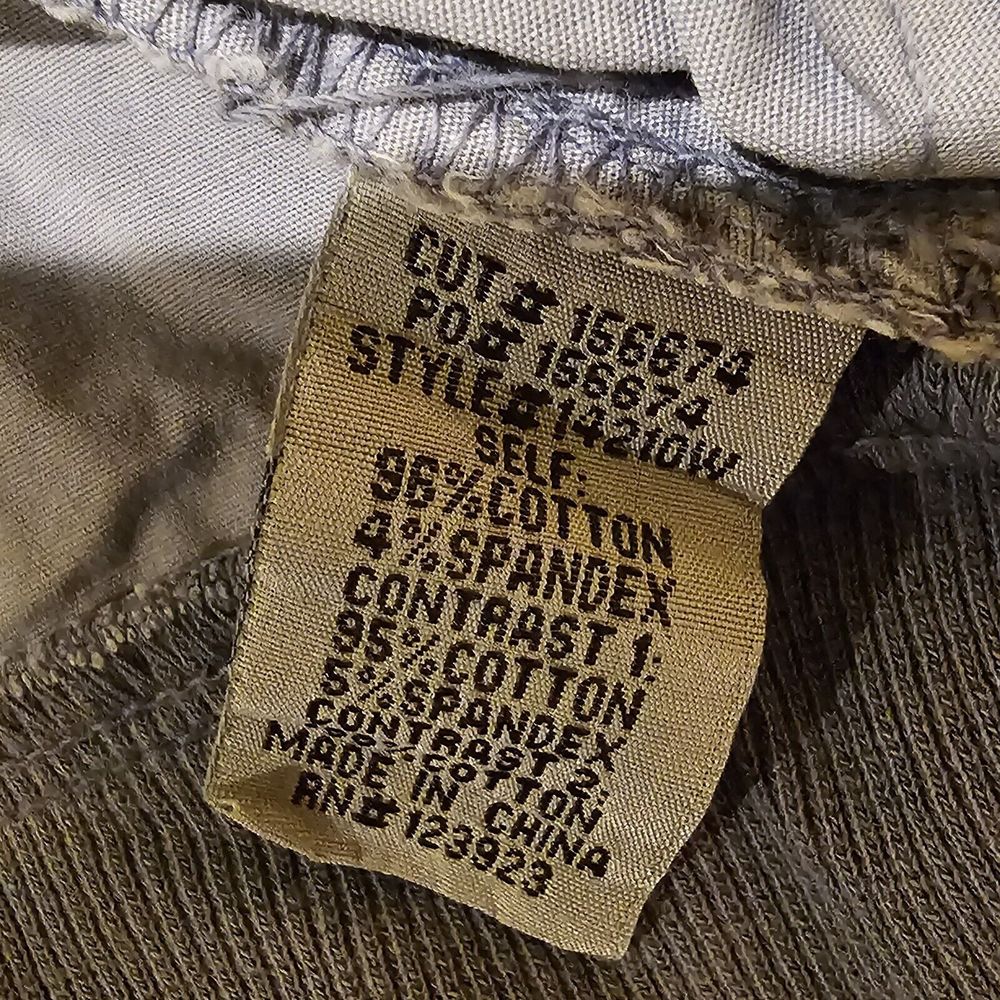 CUT# 156674
PO# 156674
STYLE# 14210W
SELF:
96%COTTON
4%SPANDEX
CONTRAST 1:
95%COTTON
5%SPANDEX
CONTRAST 2:
COTTON
MADE IN CHINA
RN# 123923